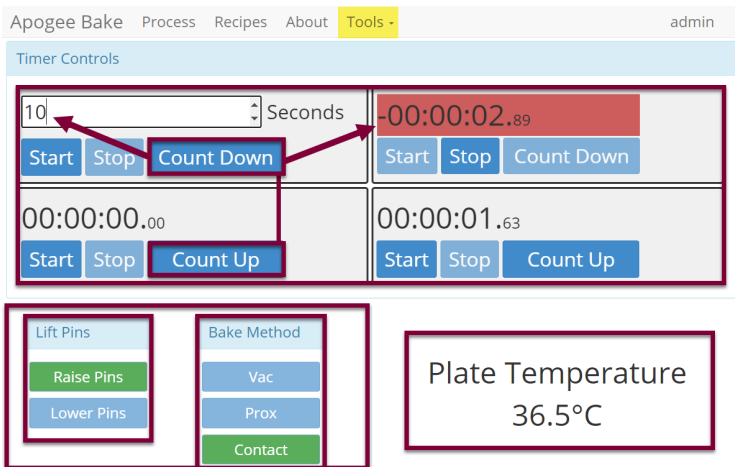 Apogee Bake Process Recipes About Tools admin
Timer Controls
10 Seconds
Start Stop Count Down
-00:00:02.89
Start Stop Count Down
00:00:00.00
Start Stop Count Up
00:00:01.63
Start Stop Count Up
Lift Pins
Raise Pins
Lower Pins
Bake Method
Vac
Prox
Contact
Plate Temperature
36.5°C